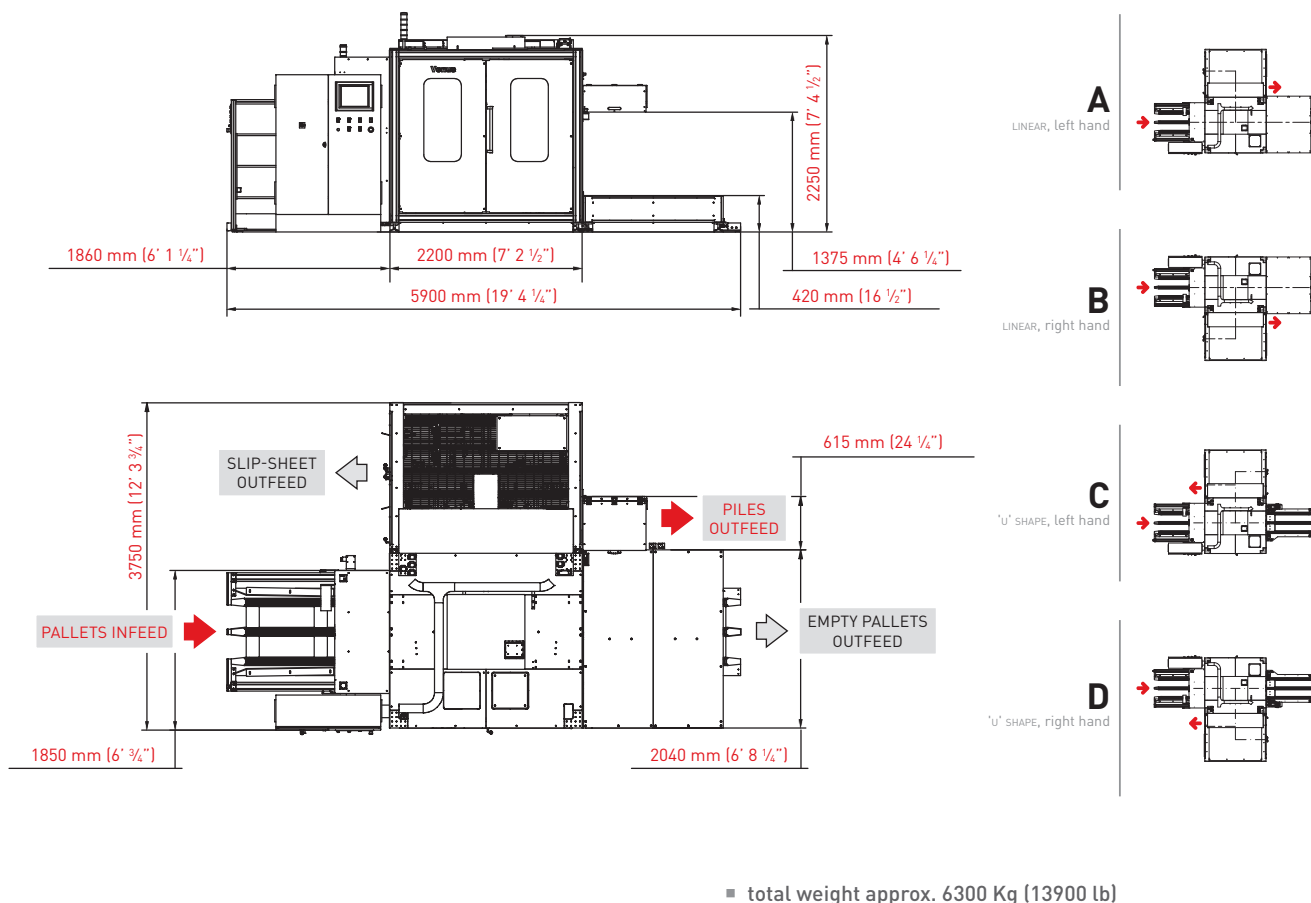 Venus
2250 mm (7' 4 ½")
1860 mm (6' 1 ¼")
2200 mm (7' 2 ½")
1375 mm (4' 6 ¼")
5900 mm (19' 4 ¼")
420 mm (16 ½")
3750 mm (12' 3 ¾")
SLIP-SHEET
OUTFEED
615 mm (24 ¼")
PILES
OUTFEED
PALLETS INFEED
EMPTY PALLETS
OUTFEED
1850 mm (6' ¾")
2040 mm (6' 8 ¼")
A
LINEAR, left hand
B
LINEAR, right hand
C
'U' SHAPE, left hand
D
'U' SHAPE, right hand
total weight approx. 6300 Kg (13900 lb)